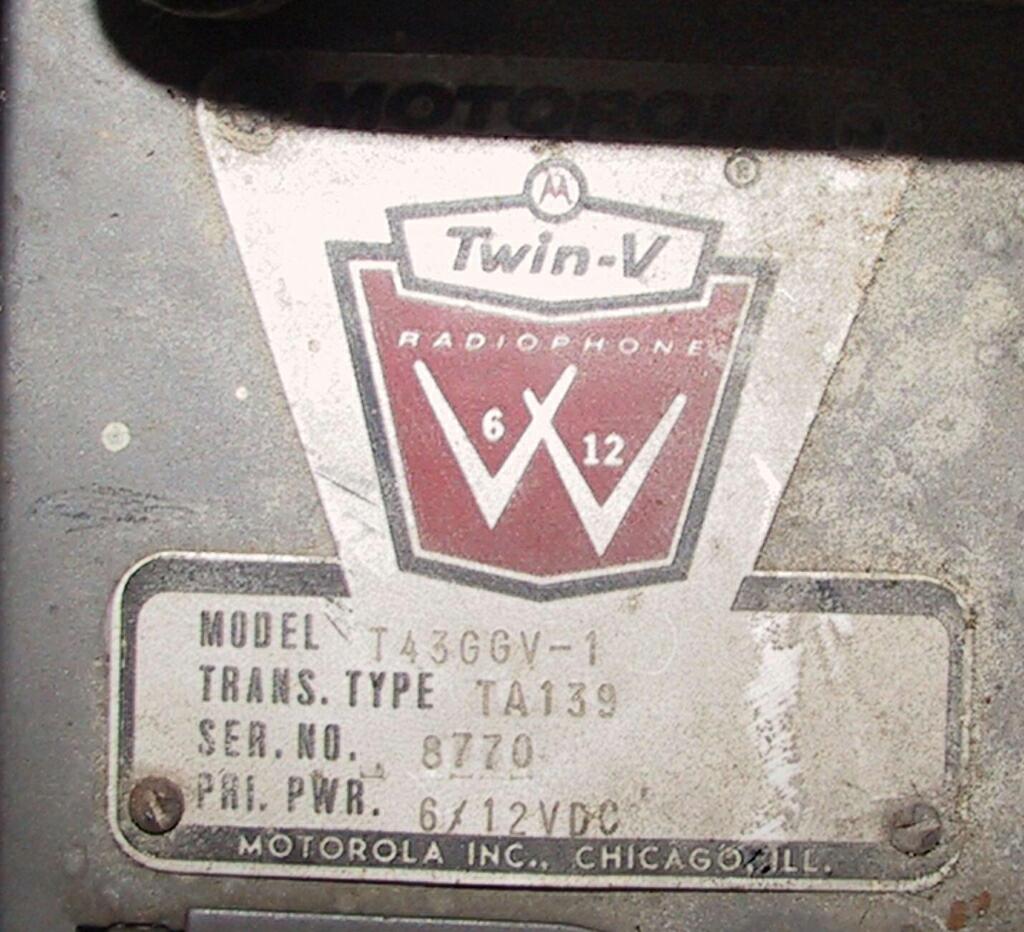 MOTOROLA
Twin-V
RADIOPHONE
6 12
MODEL T43GGV-1
TRANS. TYPE TA139
SER. NO. 8770
PRI. PWR. 6/12VDC
MOTOROLA INC., CHICAGO, ILL.